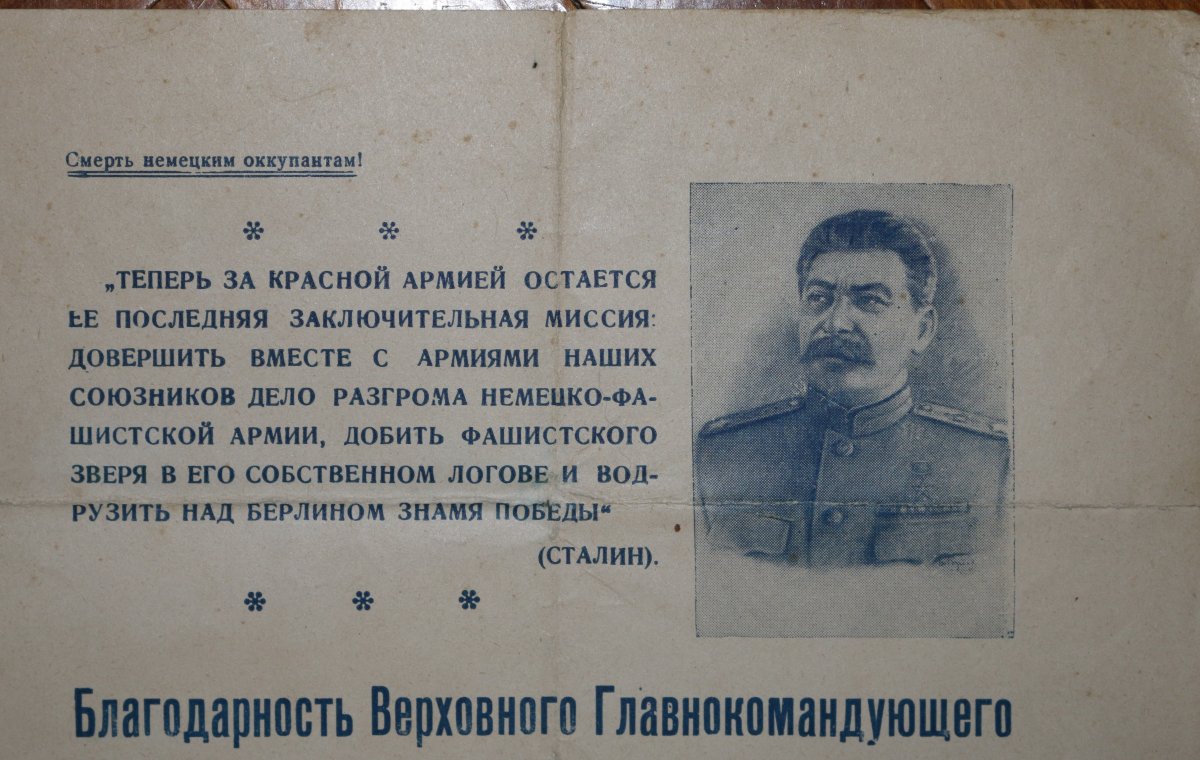 Смерть немецким оккупантам!
* * *
„ТЕПЕРЬ ЗА КРАСНОЙ АРМИЕЙ ОСТАЕТСЯ
ЕЕ ПОСЛЕДНЯЯ ЗАКЛЮЧИТЕЛЬНАЯ МИССИЯ:
ДОВЕРШИТЬ ВМЕСТЕ С АРМИЯМИ НАШИХ
СОЮЗНИКОВ ДЕЛО РАЗГРОМА НЕМЕЦКО-ФА-
ШИСТСКОЙ АРМИИ, ДОБИТЬ ФАШИСТСКОГО
ЗВЕРЯ В ЕГО СОБСТВЕННОМ ЛОГОВЕ И ВОД-
РУЗИТЬ НАД БЕРЛИНОМ ЗНАМЯ ПОБЕДЫ“
(СТАЛИН).
* * *
Благодарность Верховного Главнокомандующего